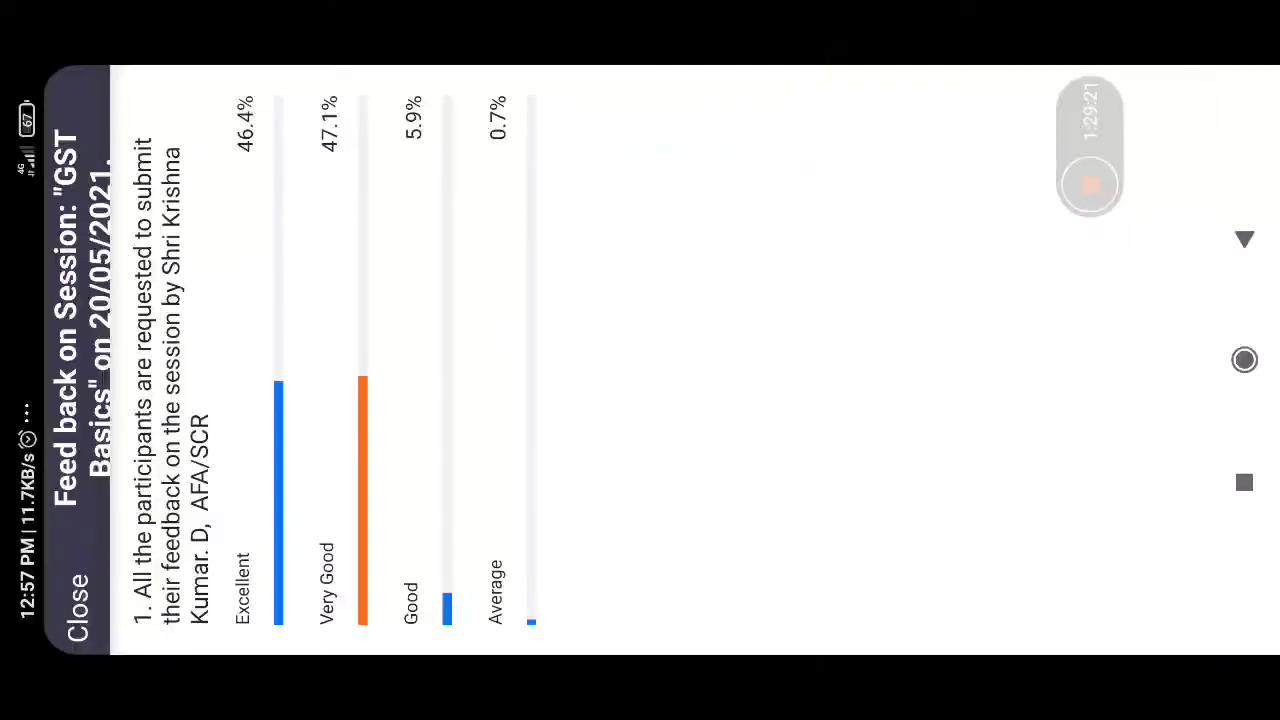 12:57 PM | 11.7KB/s ...
4G
67
Close
Feed back on Session: "GST
Basics" on 20/05/2021.
1. All the participants are requested to submit
their feedback on the session by Shri Krishna
Kumar. D, AFA/SCR
Excellent 46.4%
Very Good 47.1%
Good 5.9%
Average 0.7%
1:29:21